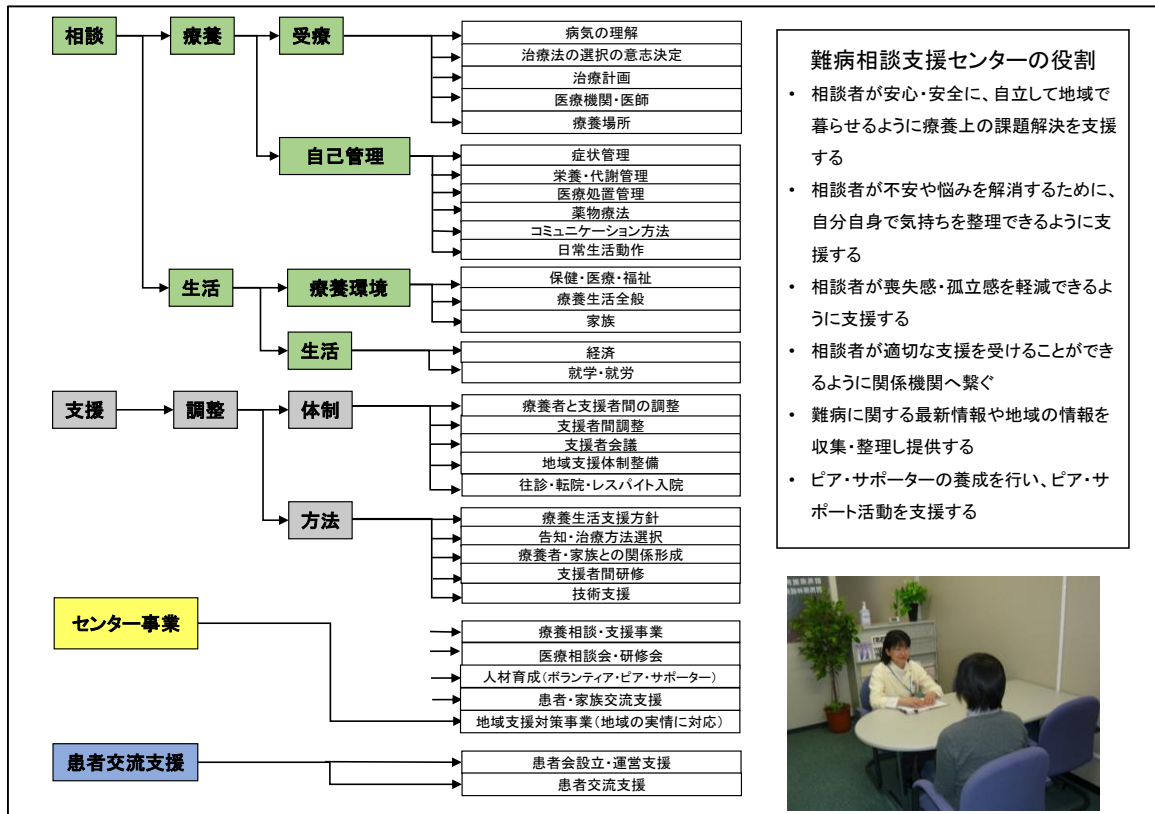 相談
療養
受療
病気の理解
治療法の選択の意志決定
治療計画
医療機関・医師
療養場所
自己管理
症状管理
栄養・代謝管理
医療処置管理
薬物療法
コミュニケーション方法
日常生活動作
生活
療養環境
保健・医療・福祉
療養生活全般
家族
生活
経済
就学・就労
支援
調整
体制
療養者と支援者間の調整
支援者間調整
支援者会議
地域支援体制整備
往診・転院・レスパイト入院
方法
療養生活支援方針
告知・治療方法選択
療養者・家族との関係形成
支援者間研修
技術支援
センター事業
療養相談・支援事業
医療相談会・研修会
人材育成(ボランティア・ピア・サポーター)
患者・家族交流支援
地域支援対策事業(地域の実情に対応)
患者交流支援
患者会設立・運営支援
患者交流支援
難病相談支援センターの役割
・ 相談者が安心・安全に、自立して地域で
暮らせるように療養上の課題解決を支援
する
・ 相談者が不安や悩みを解消するために、
自分自身で気持ちを整理できるように支
援する
・ 相談者が喪失感・孤立感を軽減できるよ
うに支援する
・ 相談者が適切な支援を受けることができ
るように関係機関へ繋ぐ
・ 難病に関する最新情報や地域の情報を
収集・整理し提供する
・ ピア・サポーターの養成を行い、ピア・サ
ポート活動を支援する